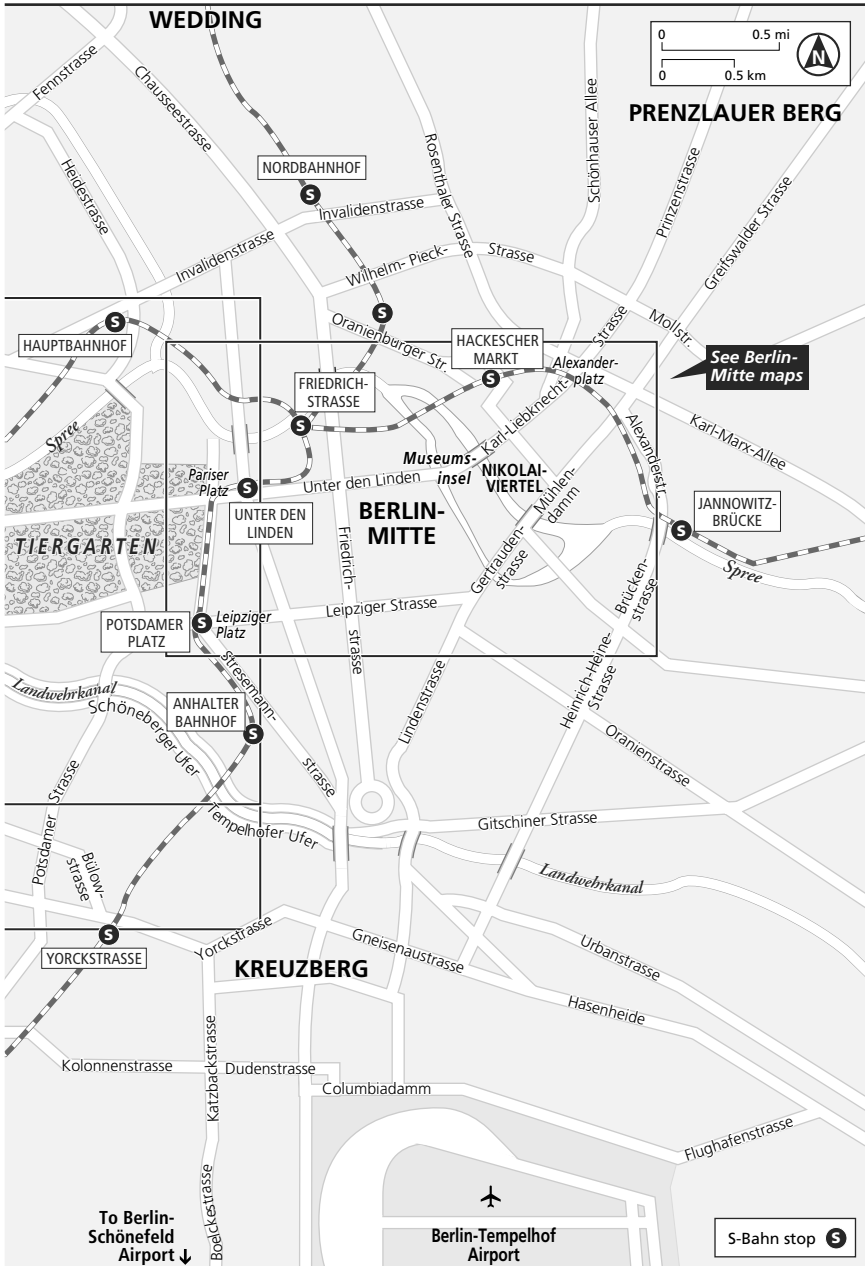 WEDDING
0 0.5 mi
0 0.5 km
N
PRENZLAUER BERG
Fennstrasse
Chausseestrasse
Heidestrasse
NORDBAHNHOF
Invalidenstrasse
Invalidenstrasse
Rosenthaler Strasse
Schönhauser Allee
Prinzenstrasse
Greifswalder Strasse
Wilhelm- Pieck-
Strasse
Mollstr.
Oranienburger Str.
HAUPTBAHNHOF
HACKESCHER
MARKT
Alexander-
platz
Strasse
See Berlin-
Mitte maps
FRIEDRICH-
STRASSE
Spree
Karl-Liebknecht-
Alexanderstr.
Karl-Marx-Allee
Museums-
insel
NIKOLAI-
VIERTEL
Pariser
Platz
Unter den Linden
UNTER DEN
LINDEN
BERLIN-
MITTE
Mühlen-
damm
JANNOWITZ-
BRÜCKE
TIERGARTEN
Friedrich-
strasse
Gertrauden-
strasse
Spree
Brücken-
strasse
POTSDAMER
PLATZ
Leipziger
Platz
Leipziger Strasse
Stresemann-
strasse
Heinrich-Heine-
Strasse
Landwehrkanal
Schöneberger Ufer
ANHALTER
BAHNHOF
Lindenstrasse
Oranienstrasse
Potsdamer Strasse
Tempelhofer Ufer
Gitschiner Strasse
Bülow-
strasse
Landwehrkanal
YORCKSTRASSE
Yorckstrasse
KREUZBERG
Gneisenaustrasse
Urbanstrasse
Hasenheide
Kolonnenstrasse
Katzbackstrasse
Dudenstrasse
Columbiadamm
Flughafenstrasse
Boelckestrasse
To Berlin-
Schönefeld
Airport
Berlin-Tempelhof
Airport
S-Bahn stop S